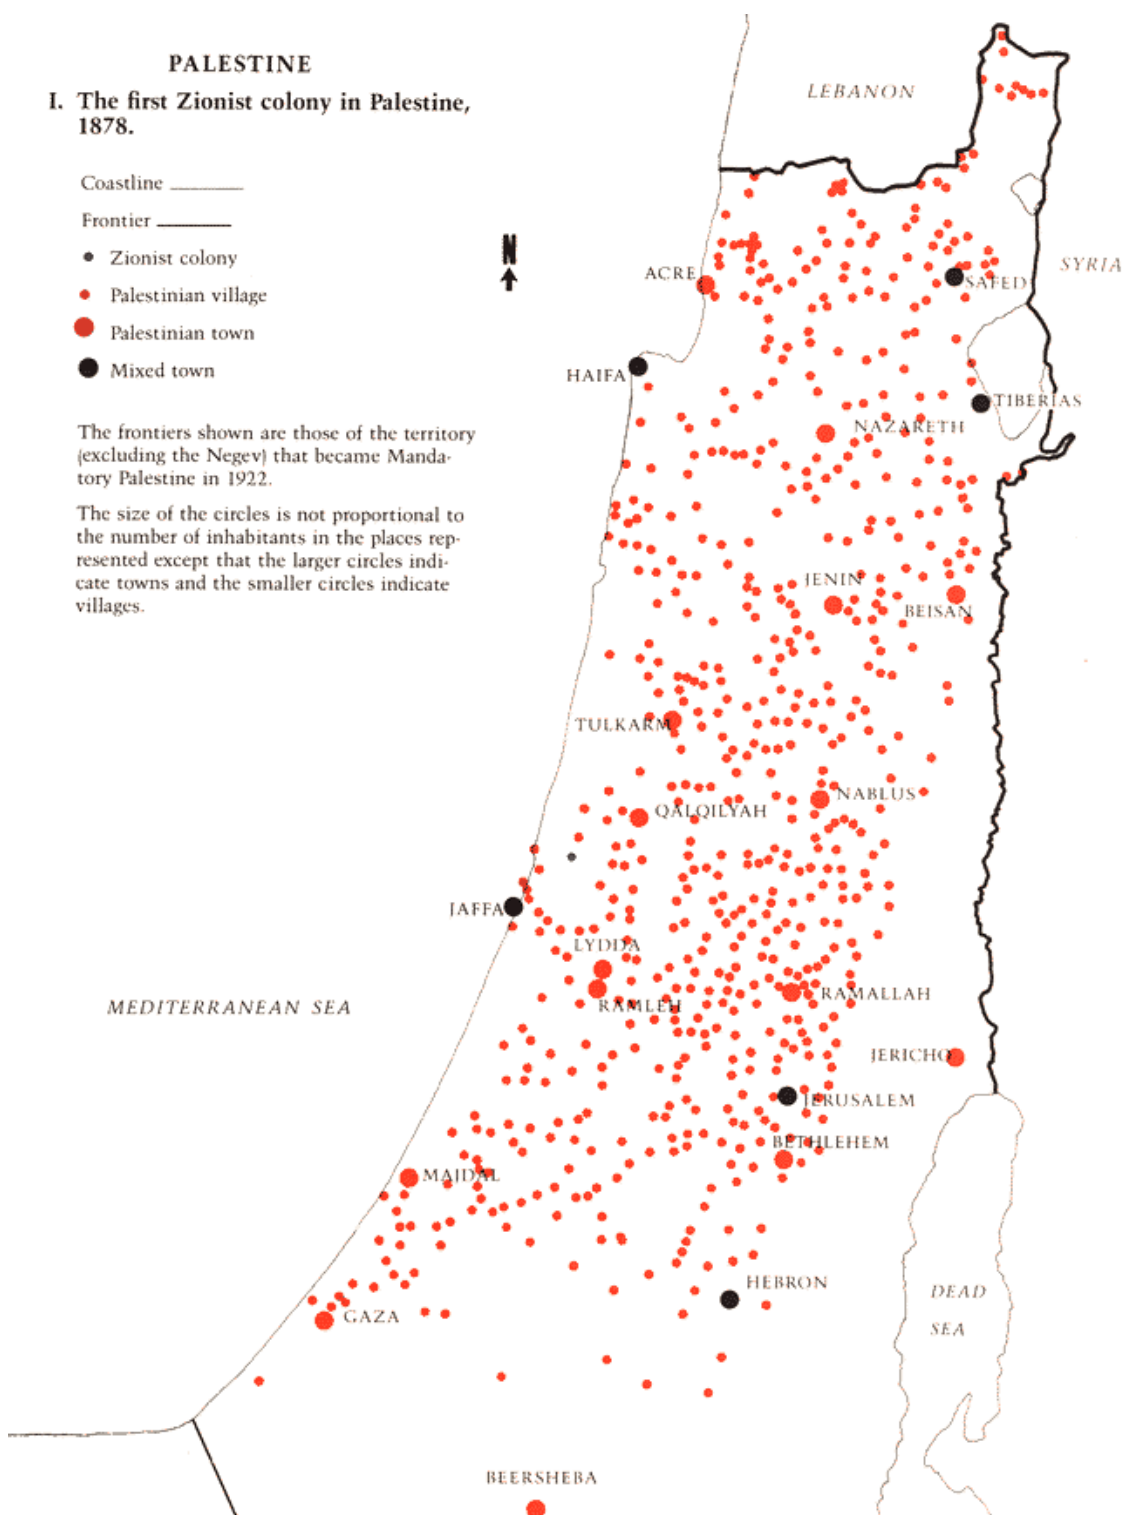 PALESTINE
I. The first Zionist colony in Palestine,
1878.
Coastline
Frontier
Zionist colony
Palestinian village
Palestinian town
Mixed town
The frontiers shown are those of the territory
(excluding the Negev) that became Manda-
tory Palestine in 1922.
The size of the circles is not proportional to
the number of inhabitants in the places rep-
resented except that the larger circles indi-
cate towns and the smaller circles indicate
villages.
N
LEBANON
SYRIA
ACRE
SAFED
HAIFA
TIBERIAS
NAZARETH
JENIN
BEISAN
TULKARM
NABLUS
QALQILYAH
JAFFA
LYDDA
RAMLEH
RAMALLAH
MEDITERRANEAN SEA
JERICHO
JERUSALEM
BETHLEHEM
MAJDAL
HEBRON
DEAD
SEA
GAZA
BEERSHEBA